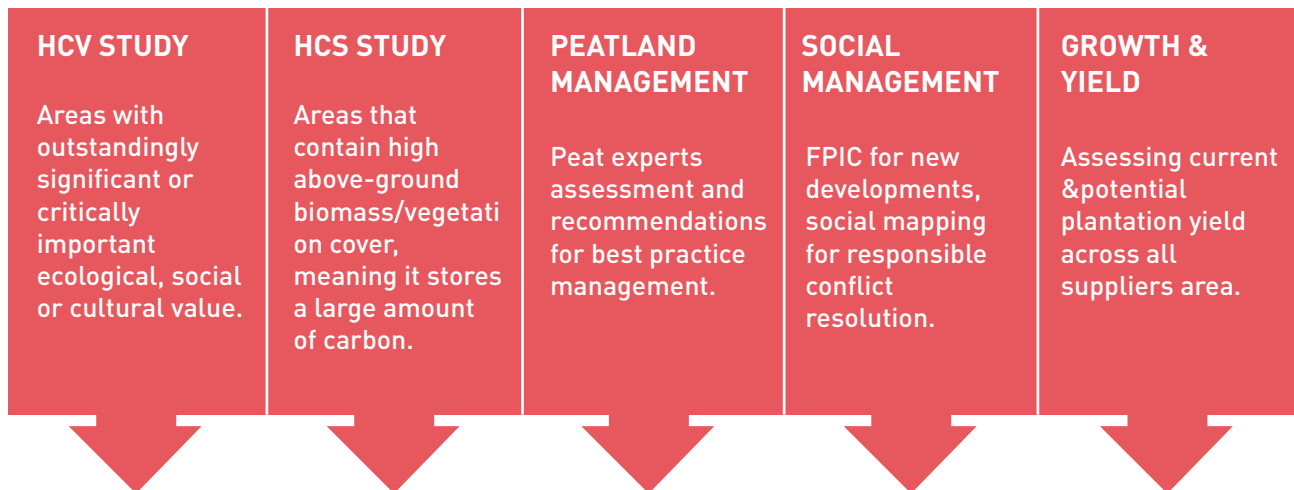 HCV STUDY
Areas with
outstandingly
significant or
critically
important
ecological, social
or cultural value.
HCS STUDY
Areas that
contain high
above-ground
biomass/vegetati
on cover,
meaning it stores
a large amount
of carbon.
PEATLAND
MANAGEMENT
Peat experts
assessment and
recommendations
for best practice
management.
SOCIAL
MANAGEMENT
FPIC for new
developments,
social mapping
for responsible
conflict
resolution.
GROWTH &
YIELD
Assessing current
&potential
plantation yield
across all
suppliers area.